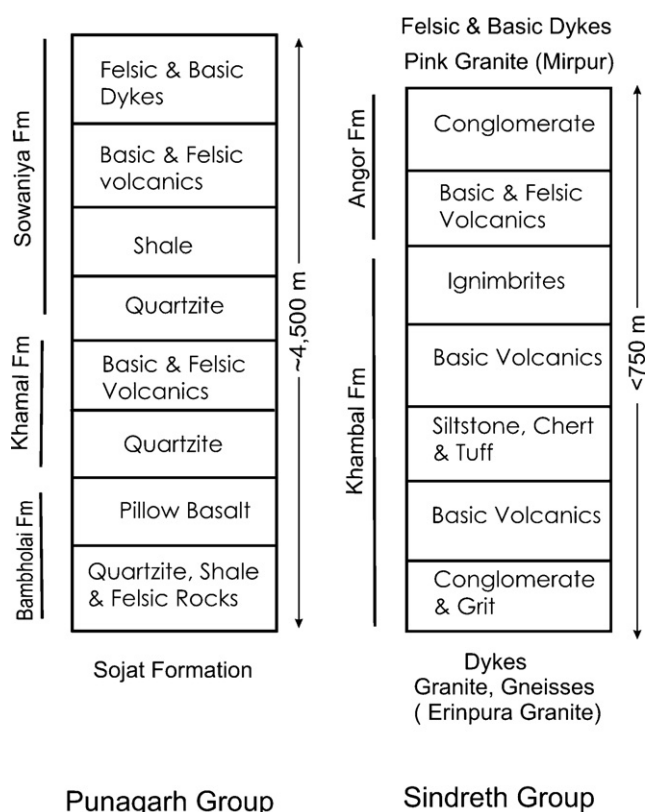 Sowaniya Fm
Khamal Fm
Bambholai Fm
Felsic & Basic
Dykes
Basic & Felsic
volcanics
Shale
Quartzite
Basic & Felsic
Volcanics
Quartzite
Pillow Basalt
Quartzite, Shale
& Felsic Rocks
~4,500 m
Sojat Formation
Punagarh Group
Felsic & Basic Dykes
Pink Granite (Mirpur)
Angor Fm
Khambal Fm
Conglomerate
Basic & Felsic
Volcanics
Ignimbrites
Basic Volcanics
Siltstone, Chert
& Tuff
Basic Volcanics
Conglomerate
& Grit
<750 m
Dykes
Granite, Gneisses
( Erinpura Granite)
Sindreth Group